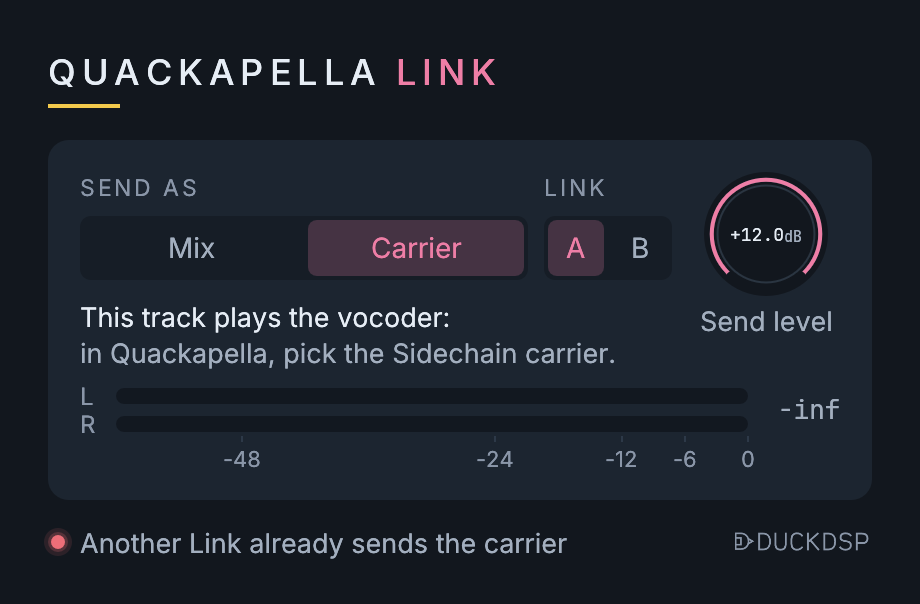 QUACKAPELLA LINK
SEND AS
LINK
Mix
Carrier
A
B
+12.0dB
Send level
This track plays the vocoder:
in Quackapella, pick the Sidechain carrier.
L
R
-inf
-48
-24
-12
-6
0
Another Link already sends the carrier
DUCKDSP